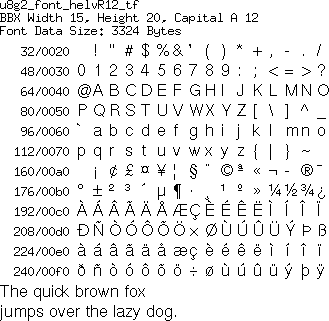 u8g2_font_helvR12_tf
BBX Width 15, Height 20, Capital A 12
Font Data Size: 3324 Bytes
32/0020 ! " # $ % & ' ( ) * + , - . /
48/0030 0 1 2 3 4 5 6 7 8 9 : ; < = > ?
64/0040 @ A B C D E F G H I J K L M N O
80/0050 P Q R S T U V W X Y Z [ \ ] ^ _
96/0060 ` a b c d e f g h i j k l m n o
112/0070 p q r s t u v w x y z { | } ~
160/00a0 ¡ ¢ £ ¤ ¥ ¦ § ¨ © ª « ¬ - ® ¯
176/00b0 ° ± ² ³ ´ µ ¶ · ¸ ¹ º » ¼ ½ ¾ ¿
192/00c0 À Á Â Ã Ä Å Æ Ç È É Ê Ë Ì Í Î Ï
208/00d0 Ð Ñ Ò Ó Ô Õ Ö × Ø Ù Ú Û Ü Ý Þ ß
224/00e0 à á â ã ä å æ ç è é ê ë ì í î ï
240/00f0 ð ñ ò ó ô õ ö ÷ ø ù ú û ü ý þ ÿ
The quick brown fox
jumps over the lazy dog.